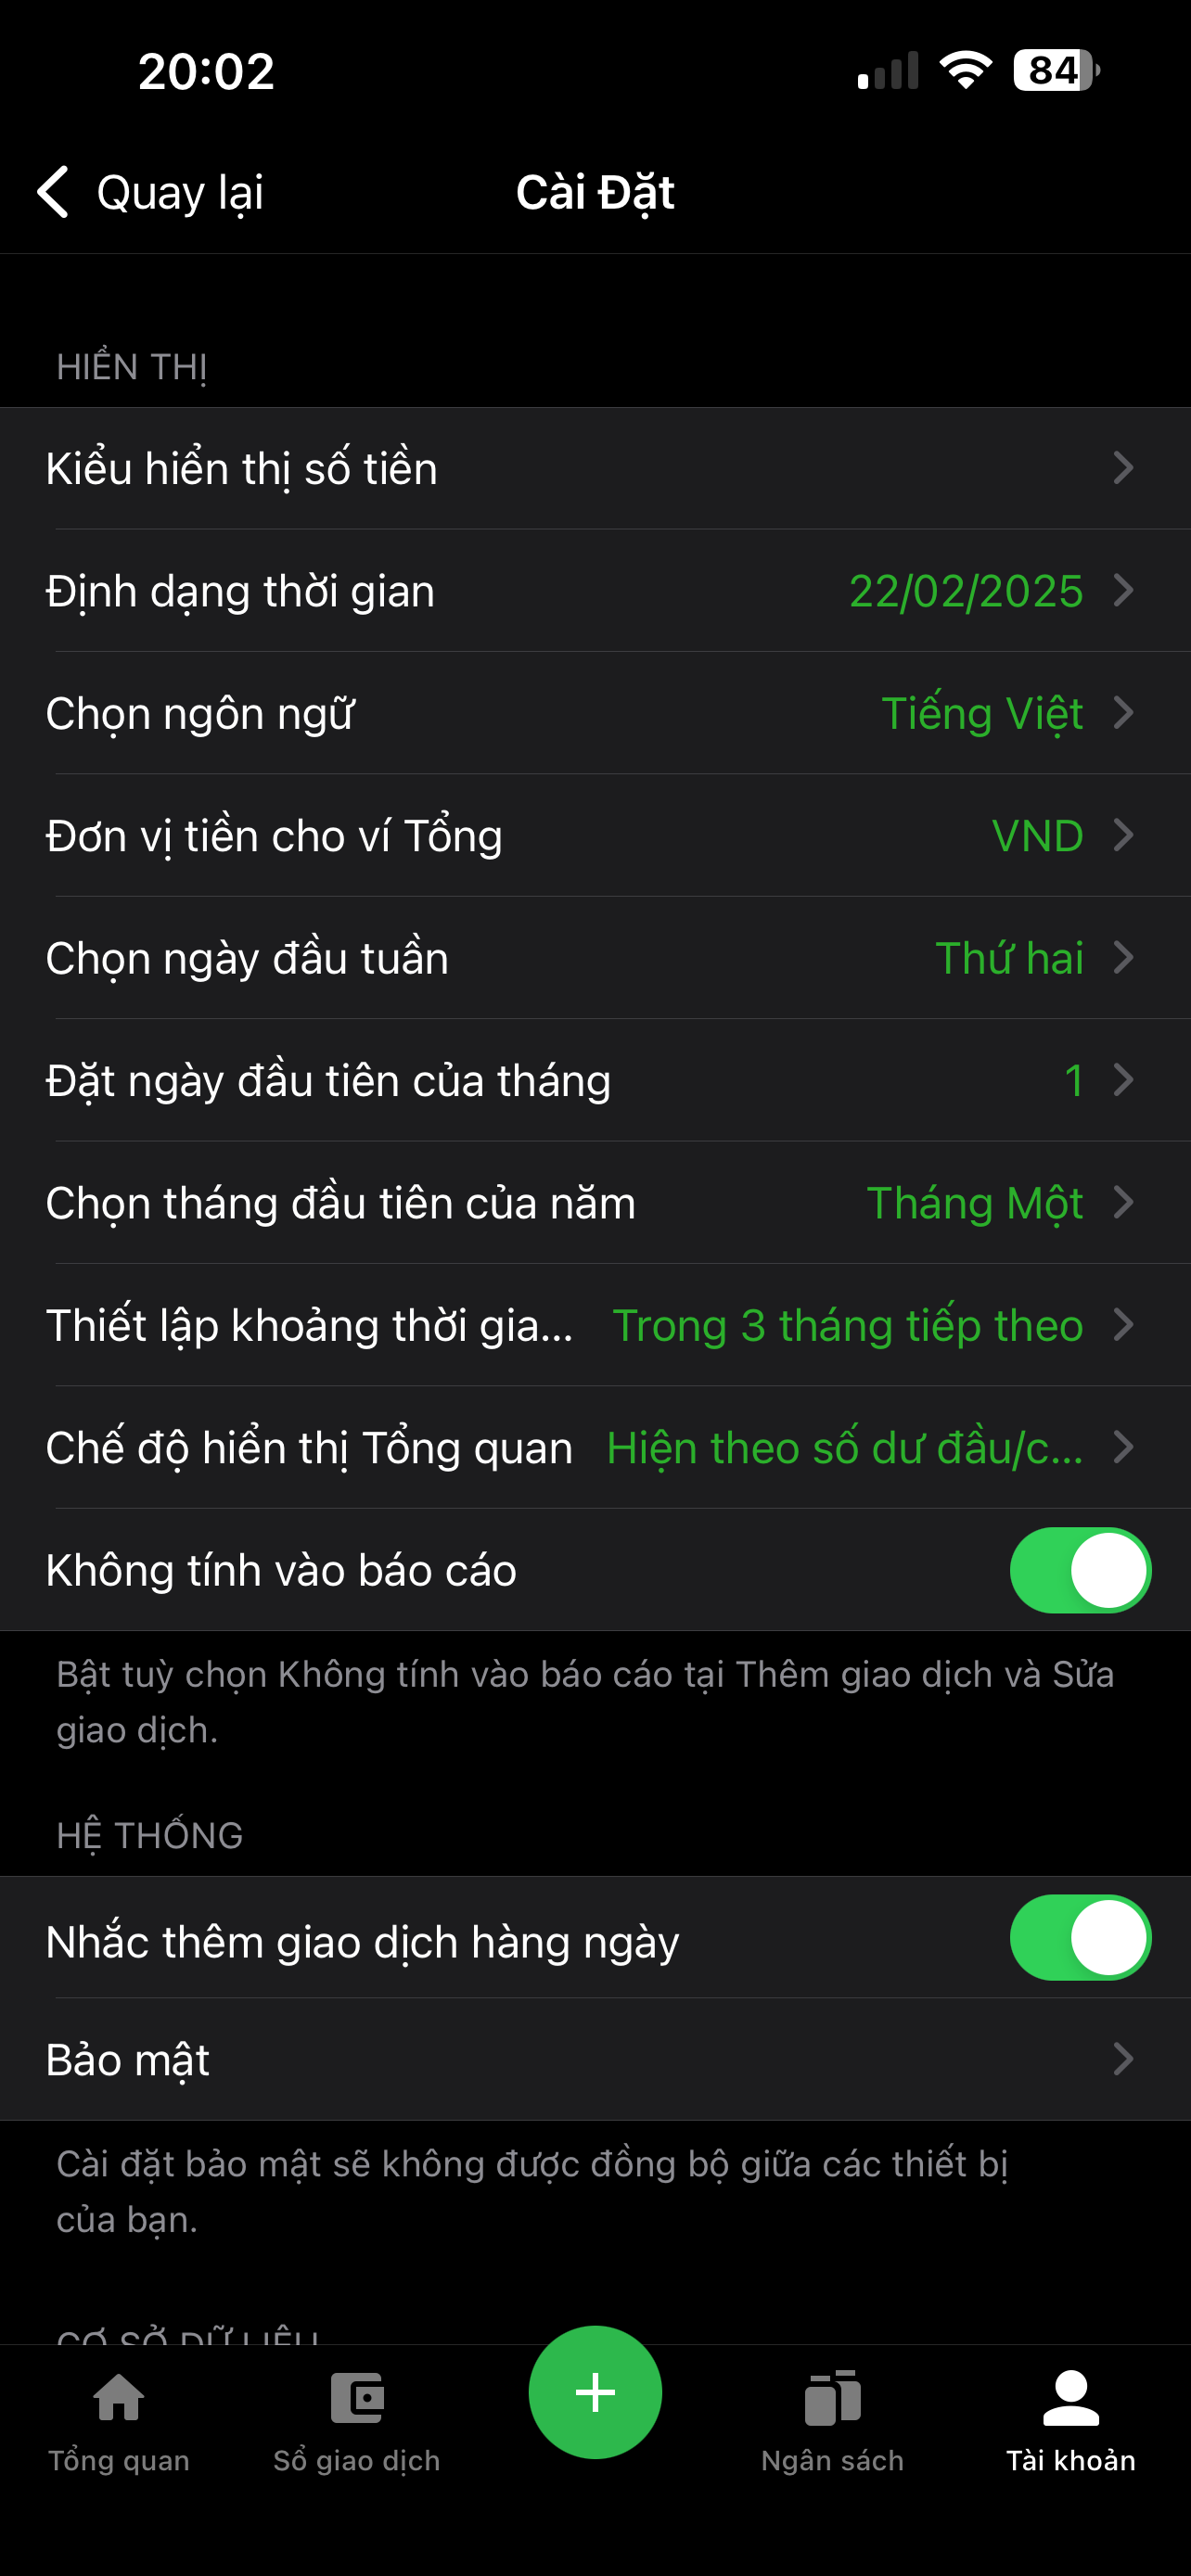 20:02
84
Quay lại
Cài Đặt
HIỂN THỊ
Kiểu hiển thị số tiền
Định dạng thời gian 22/02/2025
Chọn ngôn ngữ Tiếng Việt
Đơn vị tiền cho ví Tổng VND
Chọn ngày đầu tuần Thứ hai
Đặt ngày đầu tiên của tháng 1
Chọn tháng đầu tiên của năm Tháng Một
Thiết lập khoảng thời gia... Trong 3 tháng tiếp theo
Chế độ hiển thị Tổng quan Hiện theo số dư đầu/c...
Không tính vào báo cáo
Bật tuỳ chọn Không tính vào báo cáo tại Thêm giao dịch và Sửa
giao dịch.
HỆ THỐNG
Nhắc thêm giao dịch hàng ngày
Bảo mật
Cài đặt bảo mật sẽ không được đồng bộ giữa các thiết bị
của bạn.
CƠ SỞ DỮ LIỆU
Tổng quan
Sổ giao dịch
Ngân sách
Tài khoản